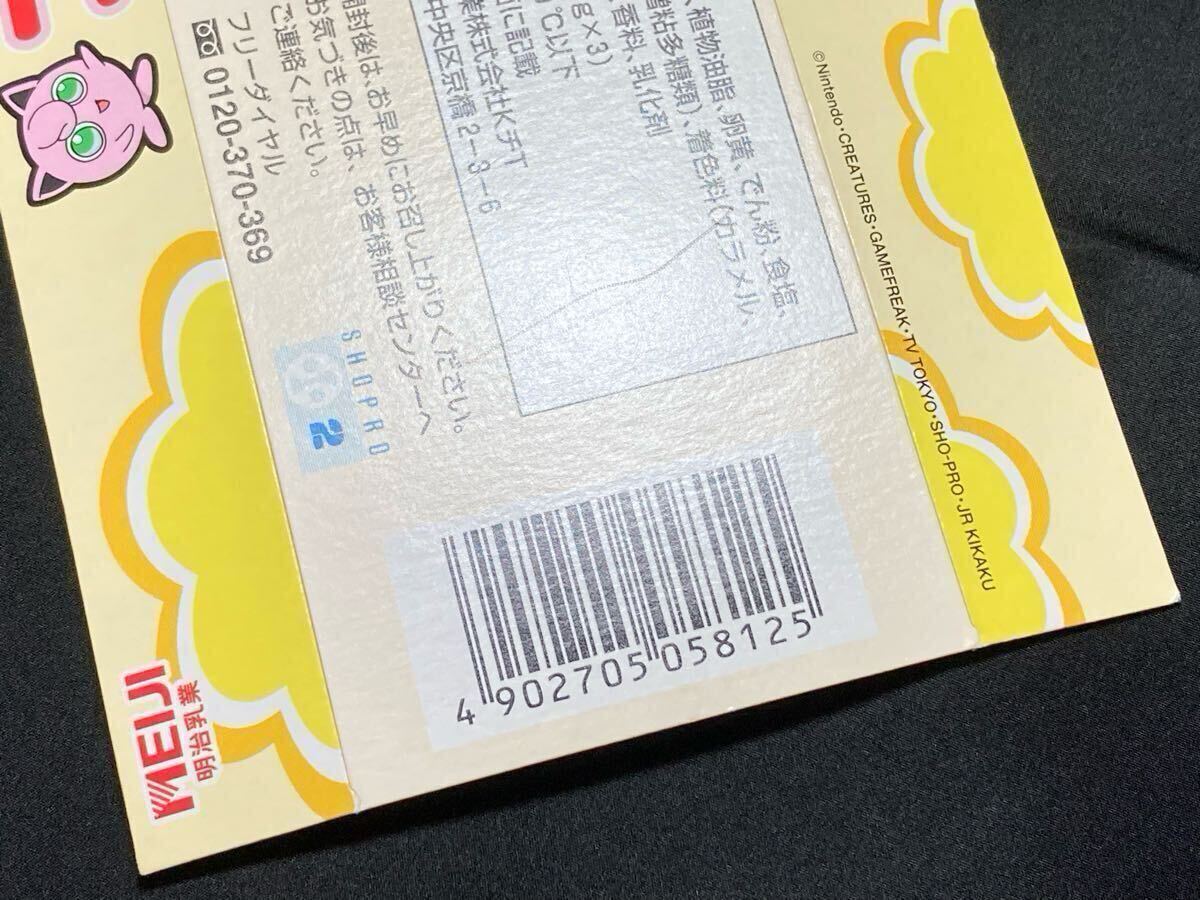 、植物油脂、卵黄、でん粉、食塩、
増粘多糖類)、着色料(カラメル、
、香料、乳化剤
g×3)
℃以下
に記載
業株式会社Kチт
中央区京橋2-3-6
開封後は、お早めにお召し上がりください。
お気づきの点は、お客様相談センターへ
ご連絡ください。
フリーダイヤル
0120-370-369
SHOPRO
2
4 902705 058125
©Nintendo・CREATURES・GAMEFREAK・TV TOKYO・SHO-PRO・JR KIKAKU
MEIJI
明治乳業